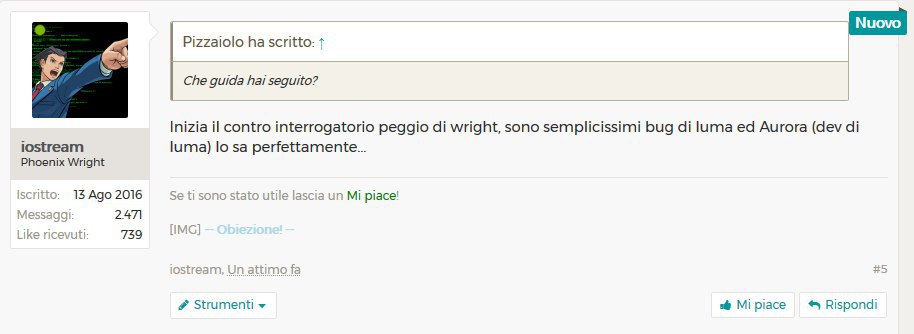 Nuovo
Pizzaiolo ha scritto: ↑
Che guida hai seguito?
iostream
Phoenix Wright
Iscritto: 13 Ago 2016
Messaggi: 2.471
Like ricevuti: 739
Inizia il contro interrogatorio peggio di wright, sono semplicissimi bug di luma ed Aurora (dev di
luma) lo sa perfettamente...
Se ti sono stato utile lascia un Mi piace!
[IMG] -- Obiezione! --
iostream, Un attimo fa
#5
Strumenti
Mi piace
Rispondi